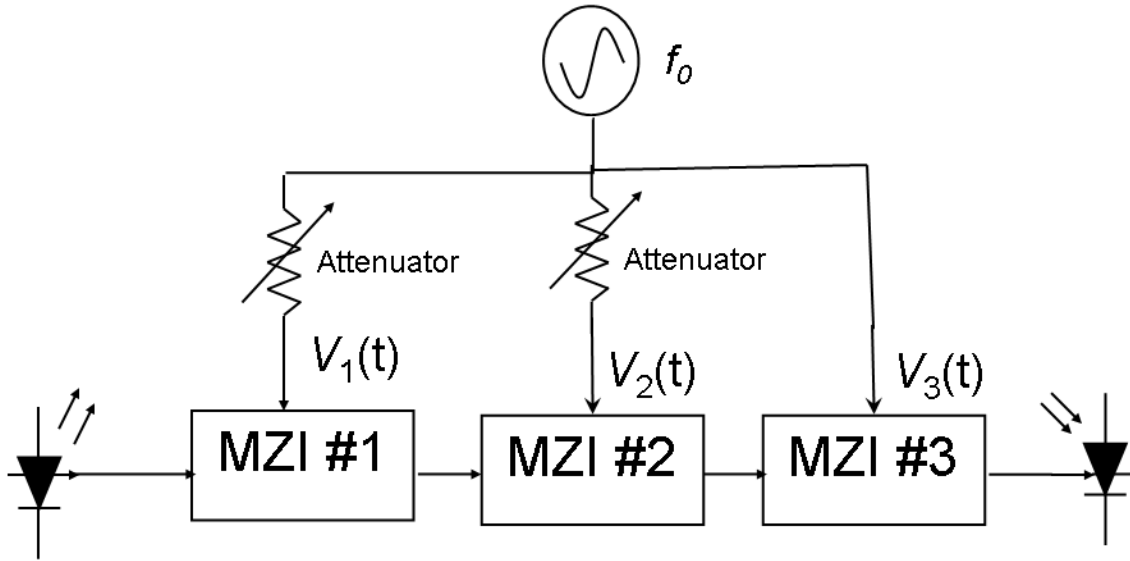 f₀
Attenuator
Attenuator
V₁(t)
V₂(t)
V₃(t)
MZI #1
MZI #2
MZI #3